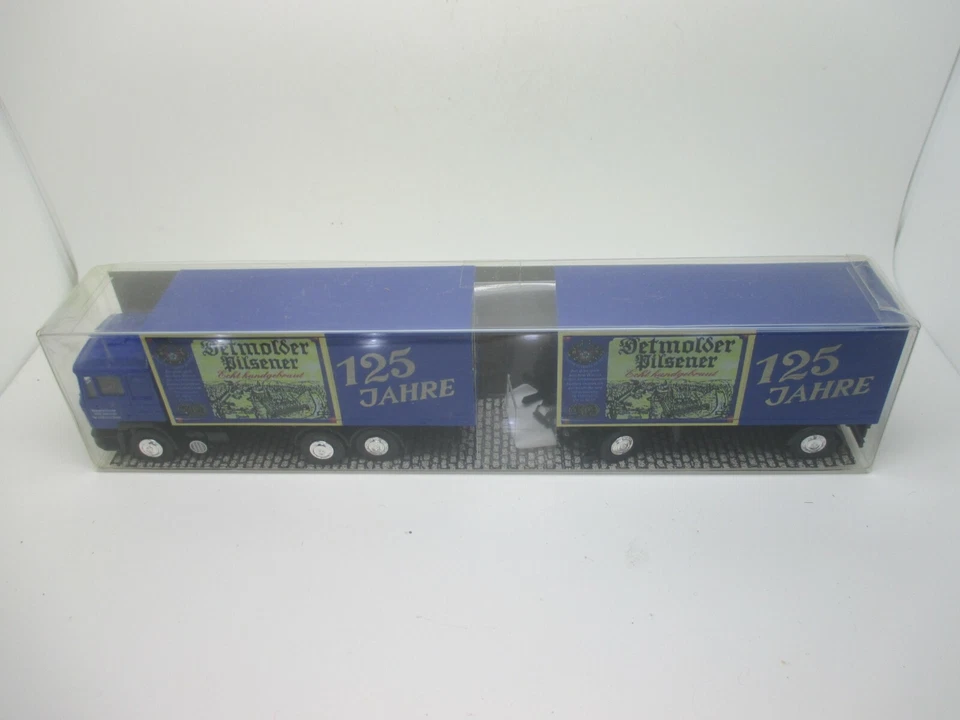 Detmolder
Pilsener
Echt handgebraut
125
JAHRE
Detmolder
Pilsener
Echt handgebraut
125
JAHRE